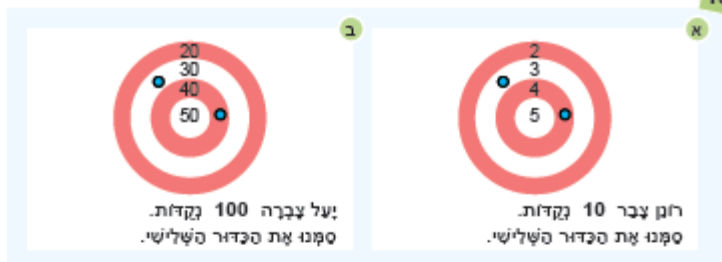 א
2
3
4
5
רוֹנֵן צָבַר 10 נְקֻדּוֹת.
סַמְּנוּ אֶת הַכַּדּוּר הַשְּׁלִישִׁי.
ב
20
30
40
50
יָעֵל צָבְרָה 100 נְקֻדּוֹת.
סַמְּנוּ אֶת הַכַּדּוּר הַשְּׁלִישִׁי.